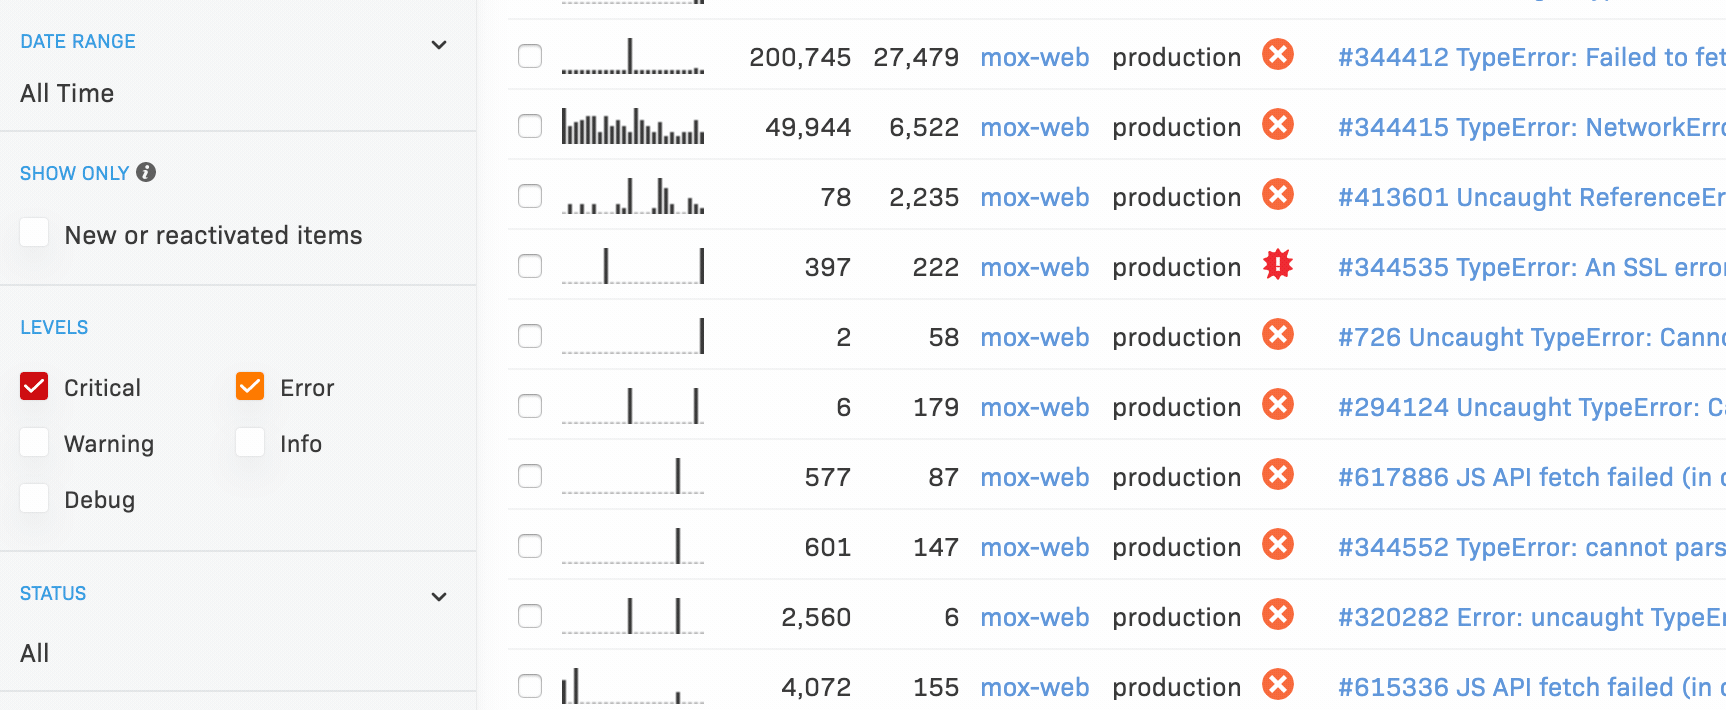 DATE RANGE
All Time
SHOW ONLY
New or reactivated items
LEVELS
Critical Error
Warning Info
Debug
STATUS
All
200,745 27,479 mox-web production #344412 TypeError: Failed to fet
49,944 6,522 mox-web production #344415 TypeError: NetworkErro
78 2,235 mox-web production #413601 Uncaught ReferenceEr
397 222 mox-web production #344535 TypeError: An SSL error
2 58 mox-web production #726 Uncaught TypeError: Canno
6 179 mox-web production #294124 Uncaught TypeError: Ca
577 87 mox-web production #617886 JS API fetch failed (in c
601 147 mox-web production #344552 TypeError: cannot pars
2,560 6 mox-web production #320282 Error: uncaught TypeEr
4,072 155 mox-web production #615336 JS API fetch failed (in c